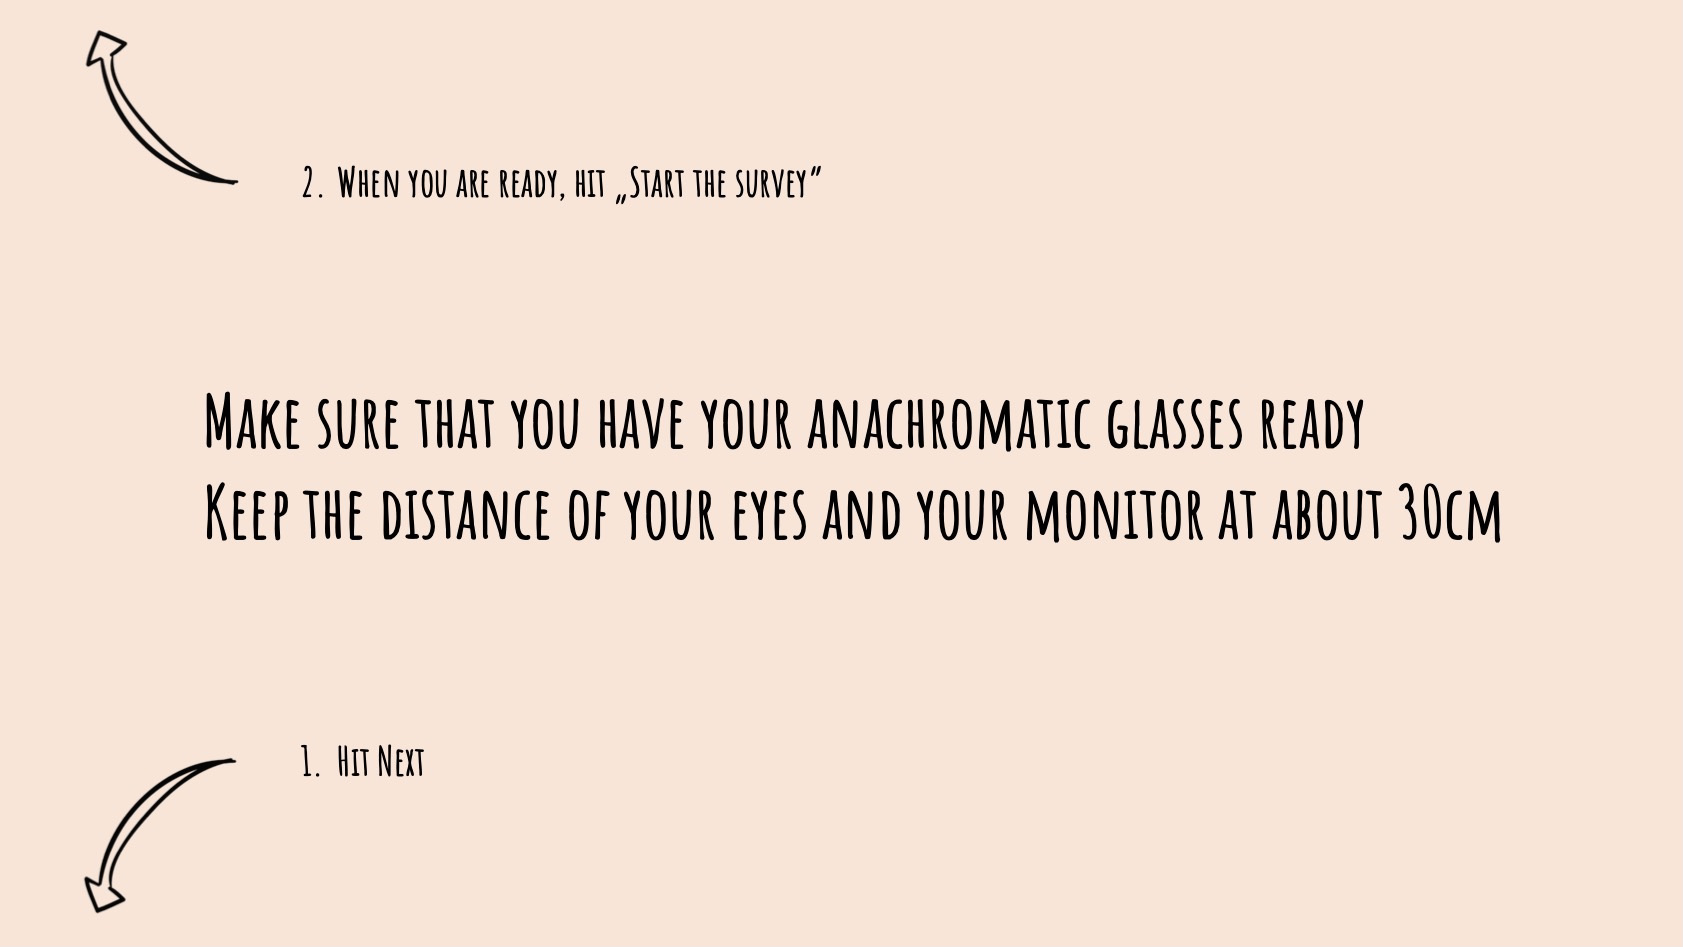 2. When you are ready, hit „Start the survey”
Make sure that you have your anachromatic glasses ready
Keep the distance of your eyes and your monitor at about 30cm
1. Hit Next